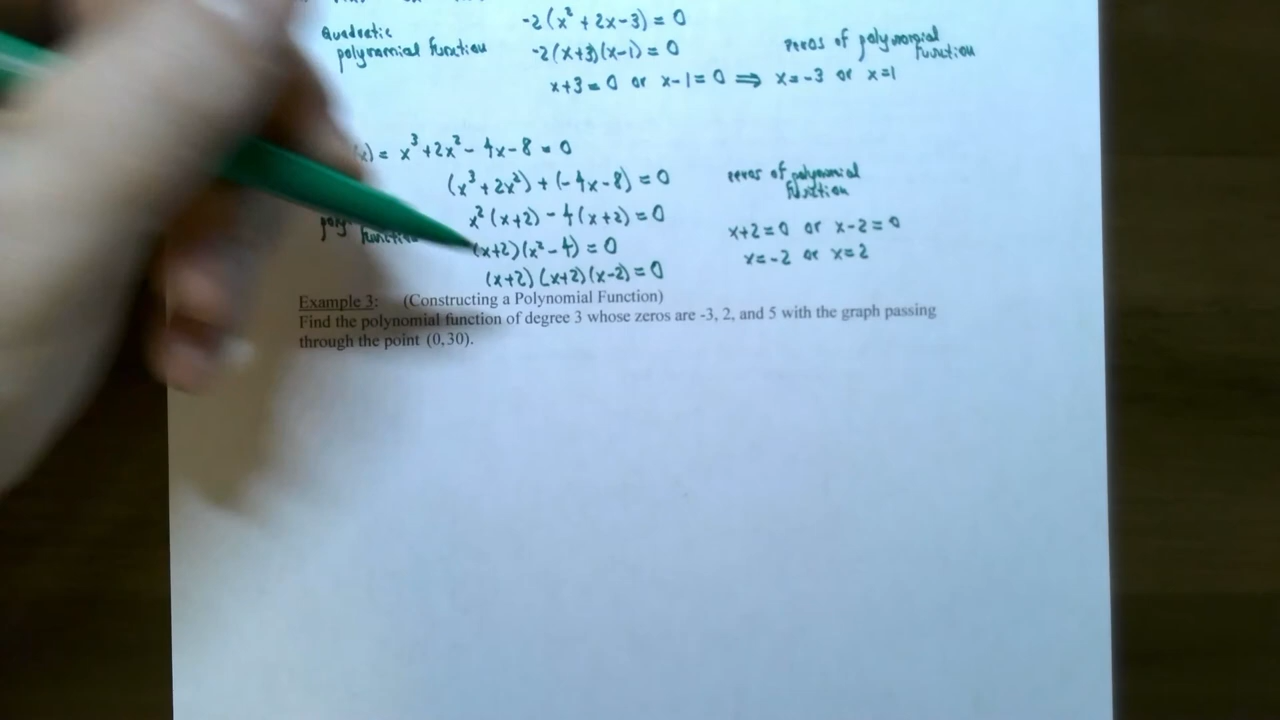 -2(x²+2x-3) = 0
Quadratic
polynomial function
-2(x+3)(x-1) = 0
zeros of polynomial
function
x+3=0 or x-1=0 ⟹ x=-3 or x=1
x) = x³+2x²-4x-8 = 0
(x³+2x²)+(-4x-8) = 0
zeros of polynomial
function
x²(x+2)-4(x+2)=0
x+2=0 or x-2=0
(x+2)(x²-4) = 0
x=-2 or x=2
(x+2)(x+2)(x-2)=0
Example 3: (Constructing a Polynomial Function)
Find the polynomial function of degree 3 whose zeros are -3, 2, and 5 with the graph passing
through the point (0,30).